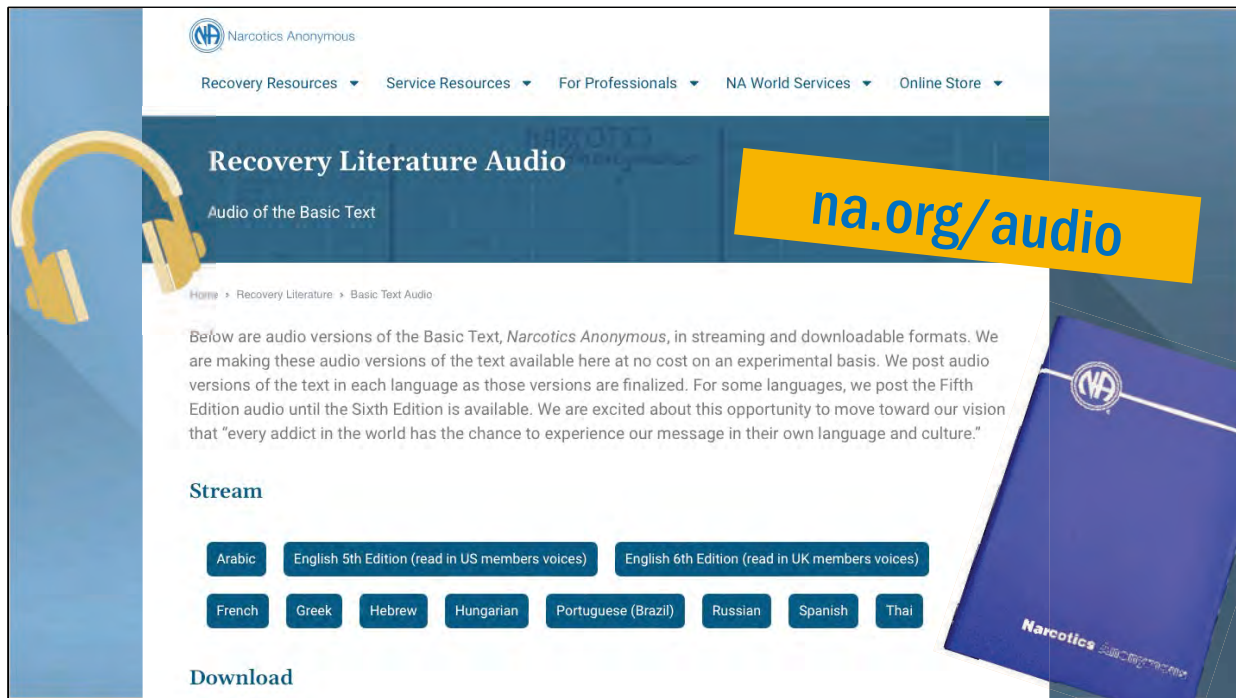 NA Narcotics Anonymous
Recovery Resources Service Resources For Professionals NA World Services Online Store
Recovery Literature Audio
Audio of the Basic Text
na.org/audio
Home > Recovery Literature > Basic Text Audio
Below are audio versions of the Basic Text, Narcotics Anonymous, in streaming and downloadable formats. We
are making these audio versions of the text available here at no cost on an experimental basis. We post audio
versions of the text in each language as those versions are finalized. For some languages, we post the Fifth
Edition audio until the Sixth Edition is available. We are excited about this opportunity to move toward our vision
that “every addict in the world has the chance to experience our message in their own language and culture.”
Stream
Arabic English 5th Edition (read in US members voices) English 6th Edition (read in UK members voices)
French Greek Hebrew Hungarian Portuguese (Brazil) Russian Spanish Thai
Download
NA
Narcotics